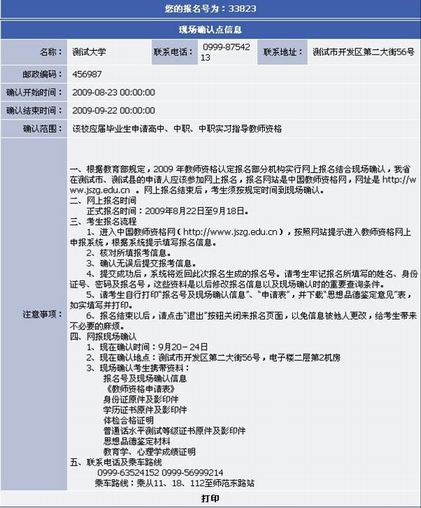 您的报名号为：33823
现场确认点信息
名称： 测试大学 联系电话： 0999-87542 联系地址： 测试市开发区第二大街56号
13
邮政编码： 456987
确认开始时间： 2009-08-23 00:00:00
确认结束时间： 2009-09-22 00:00:00
确认范围： 该校应届毕业生申请高中、中职、中职实习指导教师资格
注意事项：
一、根据教育部规定，2009 年教师资格认定报名部分机构实行网上报名结合现场确认，我省
在测试市、测试县的申请人应该参加网上报名，报名网站是中国教师资格网，网址是 http://w
ww.jszg.edu.cn 。网上报名结束后，考生须按规定时间到现场确认。
二、网上报名时间
正式报名时间：2009年8月22日至9月18日。
三、考生报名流程
1、进入中国教师资格网（http://www.jszg.edu.cn），按照网站提示进入教师资格网上
申报系统，根据系统提示填写报名信息。
2、核对所填报考信息。
3、确认无误后提交报考信息。
4、提交成功后，系统将返回此次报名生成的报名号。请考生牢记报名所填写的姓名、身份
证号、密码及报名号，这些资料是以后修改报名信息以及现场确认时的重要查询条件。
5、请考生自行打印"报名号及现场确认信息"、"申请表"，并下载"思想品德鉴定意见"表，
如实填写并打印。
6、报名结束以后，请点击"退出"按钮关闭来报名页面，以免信息被他人更改，给考生带来
不必要的麻烦。
四、网报现场确认
1、现在确认时间：9月20－24日
2、现在确认地点：测试市开发区第二大街56号，电子楼二层第2机房
3、现场确认考生携带资料：
报名号及现场确认信息
《教师资格申请表》
身份证原件及影印件
学历证书原件及影印件
体检合格证明
普通话水平测试等级证书原件及影印件
思想品德鉴定材料
教育学、心理学成绩证明
五、联系电话及乘车路线
0999-63524152 0999-56999214
乘车路线：乘从11、18、112至师范东路站
打印